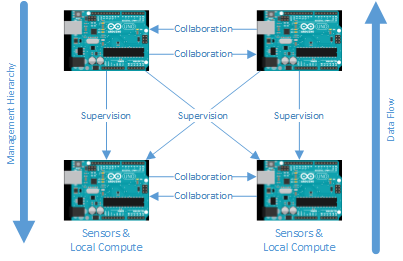 Collaboration
Collaboration
Management Hierarchy
Supervision
Supervision
Supervision
Data Flow
Collaboration
Collaboration
Sensors &
Local Compute
Sensors &
Local Compute